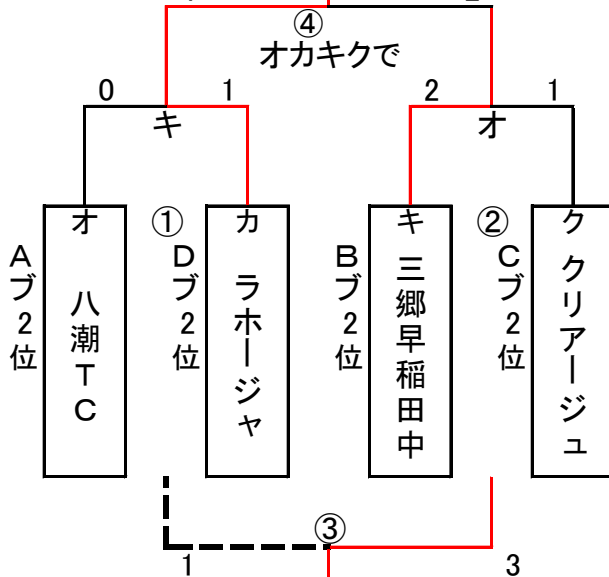 ④
オカキクで
0 1 2 1
キ オ
オ ① カ キ ② ク
Aブ2位
八潮TC
Dブ2位
ラホージャ
Bブ2位
三郷早稲田中
Cブ2位
クリアージュ
③
1 3